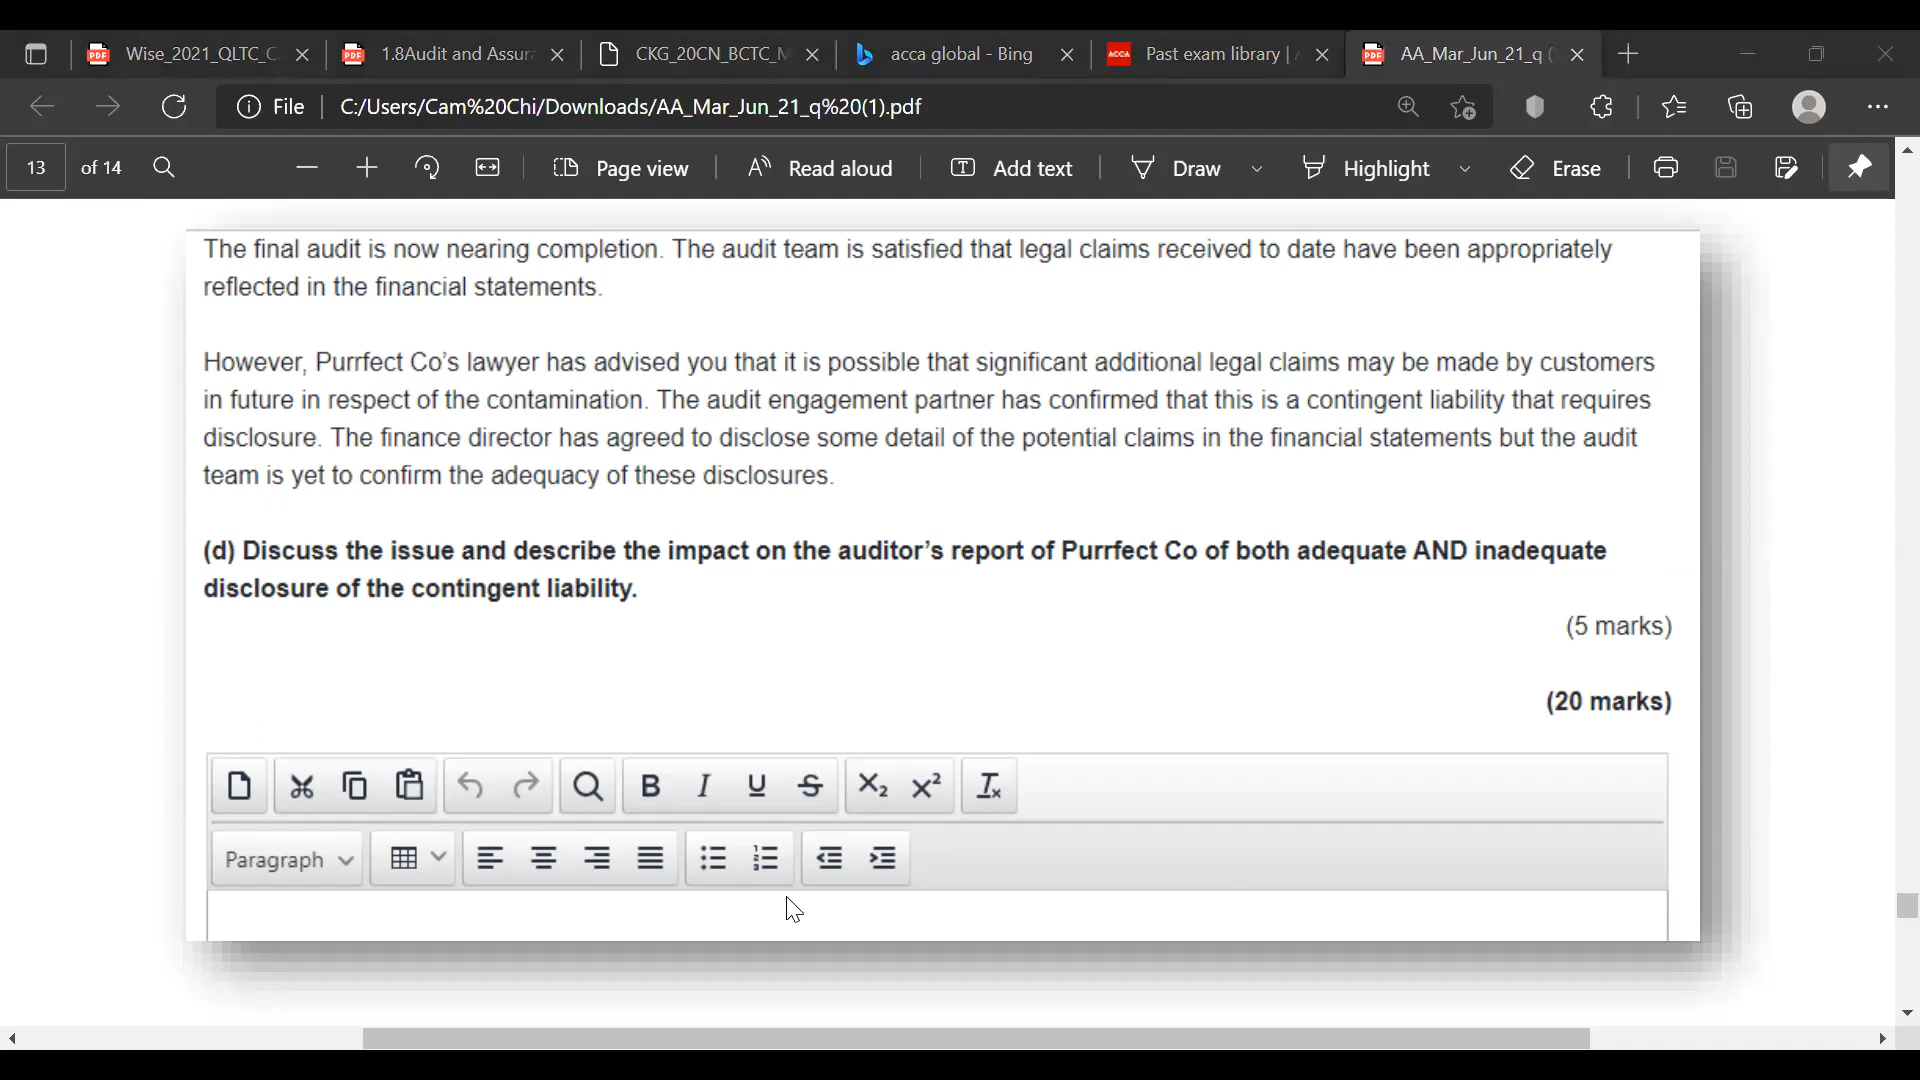 Wise_2021_QLTC_C
1.8Audit and Assur
CKG_20CN_BCTC_M
acca global - Bing
ACCA Past exam library |
AA_Mar_Jun_21_q (
File C:/Users/Cam%20Chi/Downloads/AA_Mar_Jun_21_q%20(1).pdf
13 of 14 Page view Read aloud Add text Draw Highlight Erase
The final audit is now nearing completion. The audit team is satisfied that legal claims received to date have been appropriately
reflected in the financial statements.
However, Purrfect Co's lawyer has advised you that it is possible that significant additional legal claims may be made by customers
in future in respect of the contamination. The audit engagement partner has confirmed that this is a contingent liability that requires
disclosure. The finance director has agreed to disclose some detail of the potential claims in the financial statements but the audit
team is yet to confirm the adequacy of these disclosures.
(d) Discuss the issue and describe the impact on the auditor's report of Purrfect Co of both adequate AND inadequate
disclosure of the contingent liability.
(5 marks)
(20 marks)
Paragraph